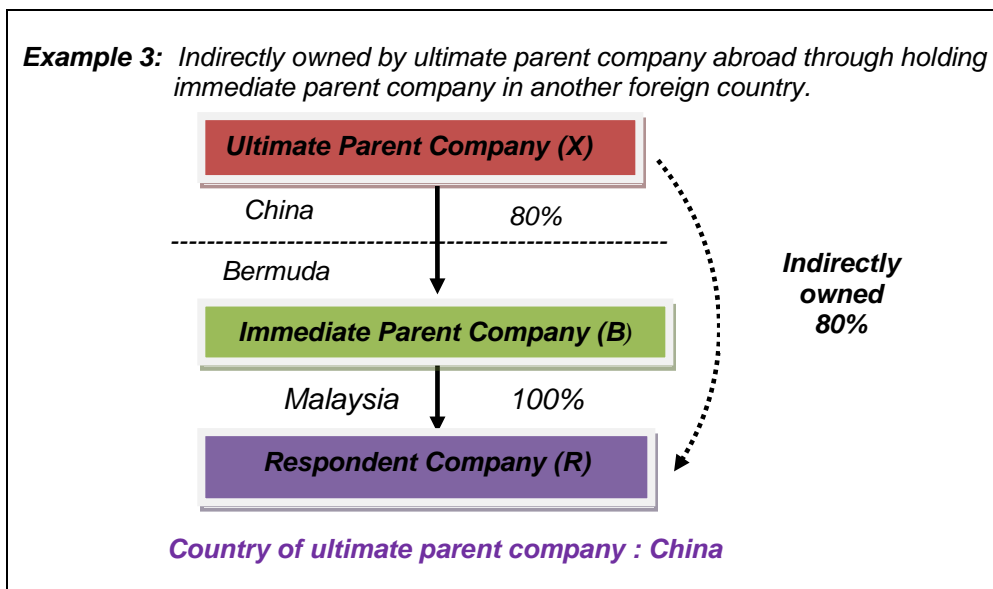 Example 3: Indirectly owned by ultimate parent company abroad through holding
immediate parent company in another foreign country.
Ultimate Parent Company (X)
China 80%
Bermuda
Indirectly
owned
80%
Immediate Parent Company (B)
Malaysia 100%
Respondent Company (R)
Country of ultimate parent company : China